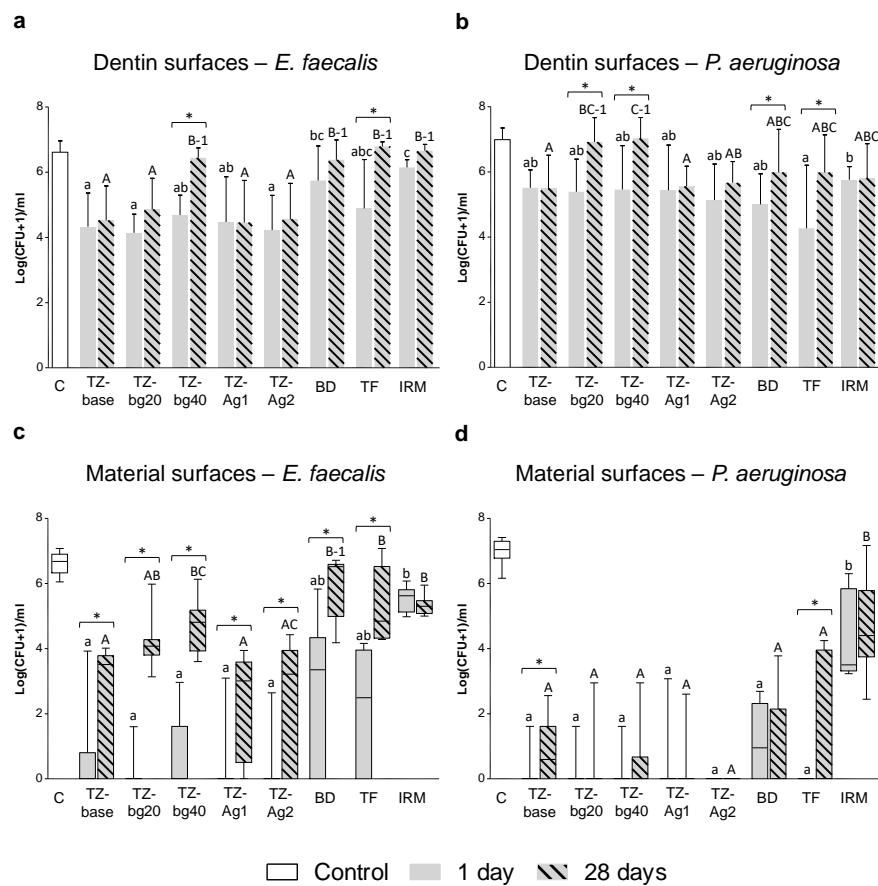 a
Dentin surfaces – E. faecalis
*
*
B-1
B-1
B-1
B-1
bc
abc
c
A
A
A
A
a
a
ab
ab
a
8
6
4
2
0
Log(CFU+1)/ml
C
TZ-
base
TZ-
bg20
TZ-
bg40
TZ-
Ag1
TZ-
Ag2
BD
TF
IRM
b
Dentin surfaces – P. aeruginosa
*
*
*
*
BC-1
C-1
ABC
ABC
ABC
ab
A
ab
ab
ab
A
ab
AB
ab
a
b
8
6
4
2
0
Log(CFU+1)/ml
C
TZ-
base
TZ-
bg20
TZ-
bg40
TZ-
Ag1
TZ-
Ag2
BD
TF
IRM
c
Material surfaces – E. faecalis
*
*
*
*
*
*
*
a
A
a
AB
a
BC
a
A
a
AC
ab
B-1
ab
B
b
B
8
6
4
2
0
Log(CFU+1)/ml
C
TZ-
base
TZ-
bg20
TZ-
bg40
TZ-
Ag1
TZ-
Ag2
BD
TF
IRM
d
Material surfaces – P. aeruginosa
*
*
a
A
a
A
a
A
a
A
a
A
a
A
a
A
b
B
8
6
4
2
0
Log(CFU+1)/ml
C
TZ-
base
TZ-
bg20
TZ-
bg40
TZ-
Ag1
TZ-
Ag2
BD
TF
IRM
Control
1 day
28 days